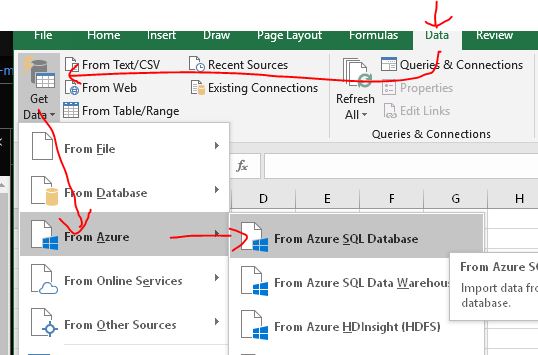 File Home Insert Draw Page Layout Formulas Data Review
From Text/CSV Recent Sources Queries & Connections
From Web Existing Connections Properties
From Table/Range Edit Links
Get Data
Refresh All
Queries & Connections
From File
From Database
From Azure
From Online Services
From Other Sources
fx
D E F G H
From Azure SQL Database
From Azure SQL Data Warehou
From Azure HDInsight (HDFS)
From Azure S
Import data fro
database.